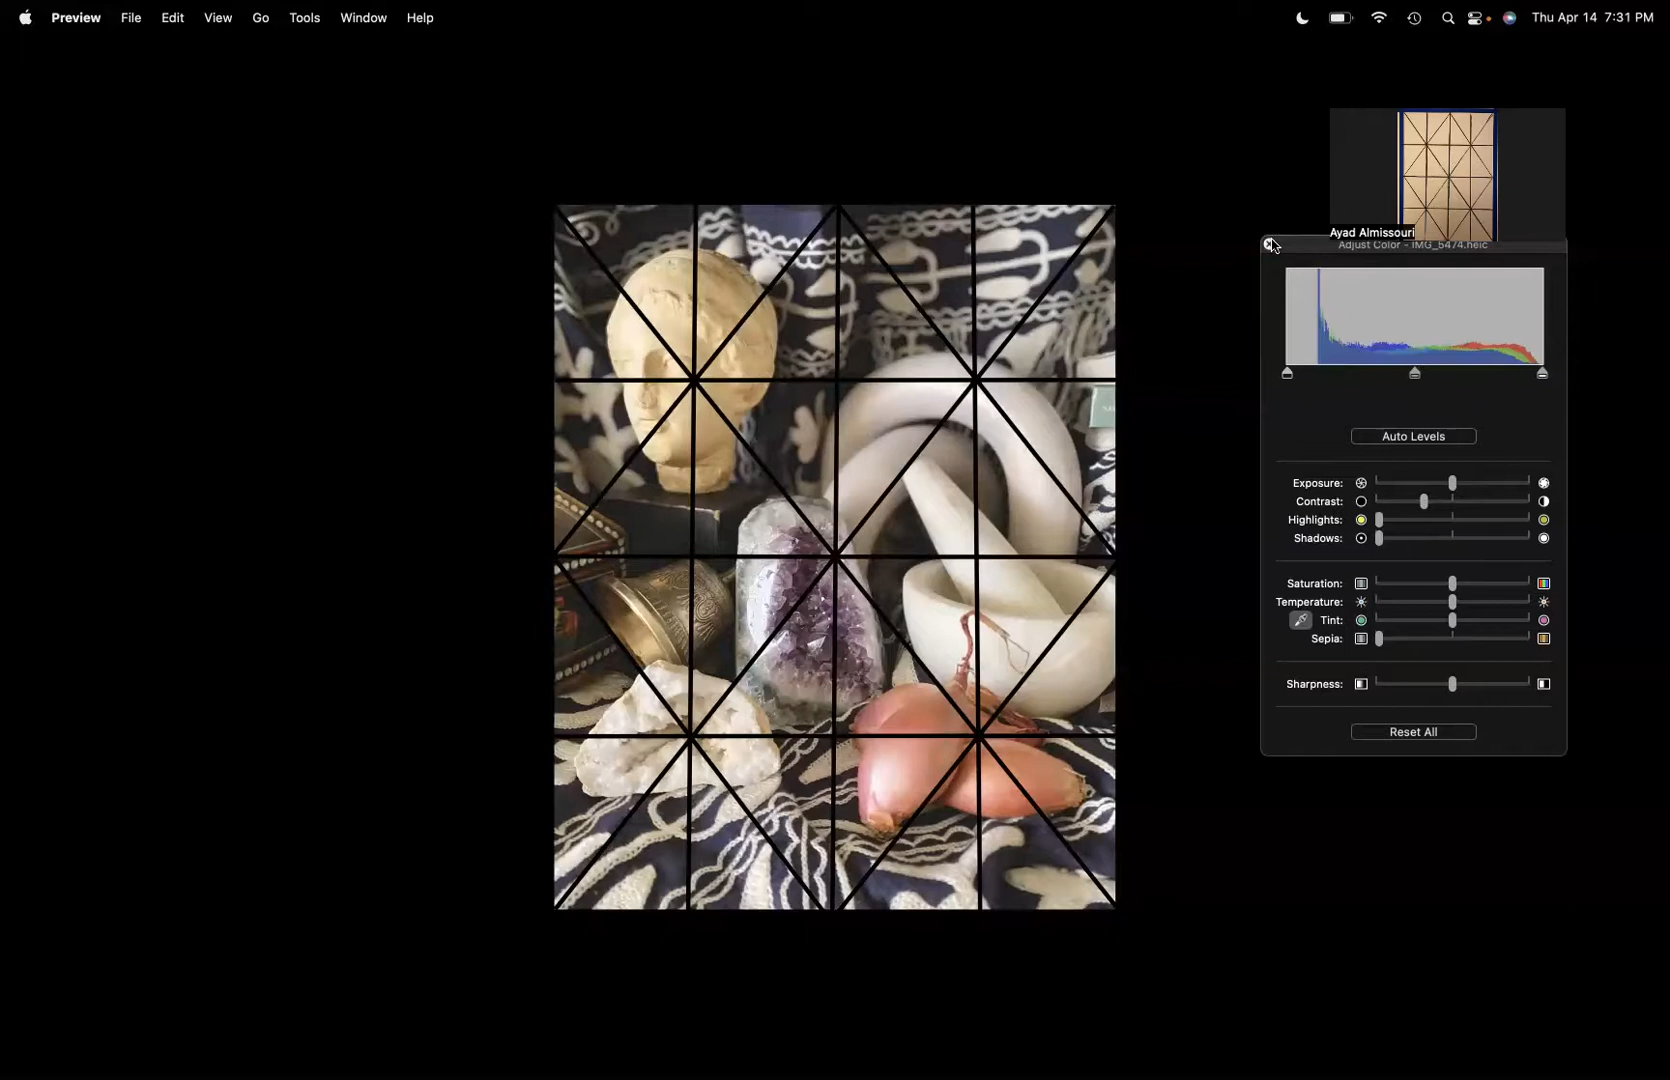 Preview File Edit View Go Tools Window Help Thu Apr 14 7:31 PM
Ayad Almissouri
Adjust Color - IMG_5474.heic
Auto Levels
Exposure:
Contrast:
Highlights:
Shadows:
Saturation:
Temperature:
Tint:
Sepia:
Sharpness:
Reset All